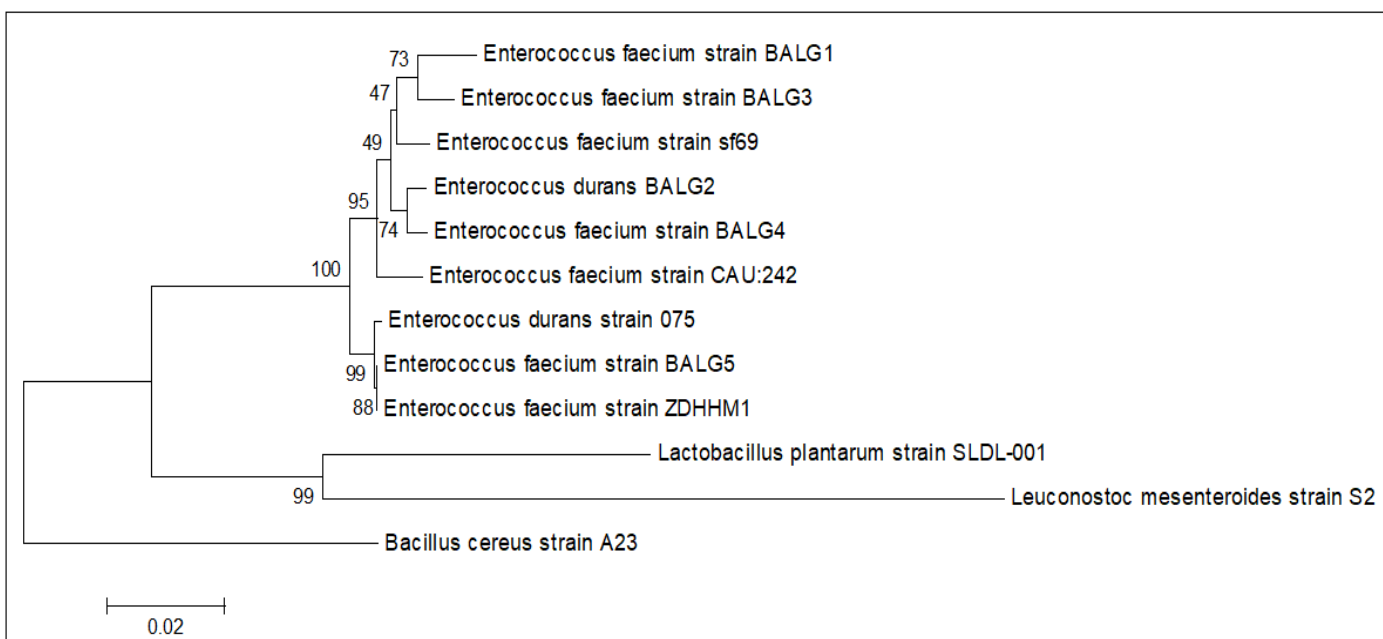 73
Enterococcus faecium strain BALG1
47
Enterococcus faecium strain BALG3
49
Enterococcus faecium strain sf69
Enterococcus durans BALG2
95
74
Enterococcus faecium strain BALG4
100
Enterococcus faecium strain CAU:242
Enterococcus durans strain 075
Enterococcus faecium strain BALG5
99
88
Enterococcus faecium strain ZDHHM1
Lactobacillus plantarum strain SLDL-001
99
Leuconostoc mesenteroides strain S2
Bacillus cereus strain A23
0.02